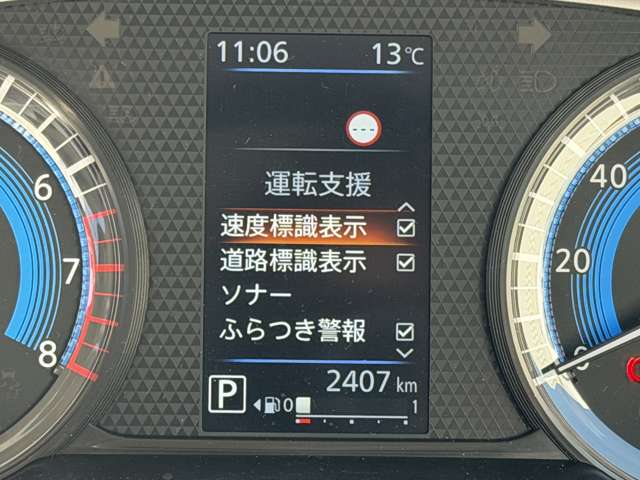 11:06 13℃
---
運転支援
速度標識表示
道路標識表示
ソナー
ふらつき警報
2407 km
P 0 1
6
7
8
40
20